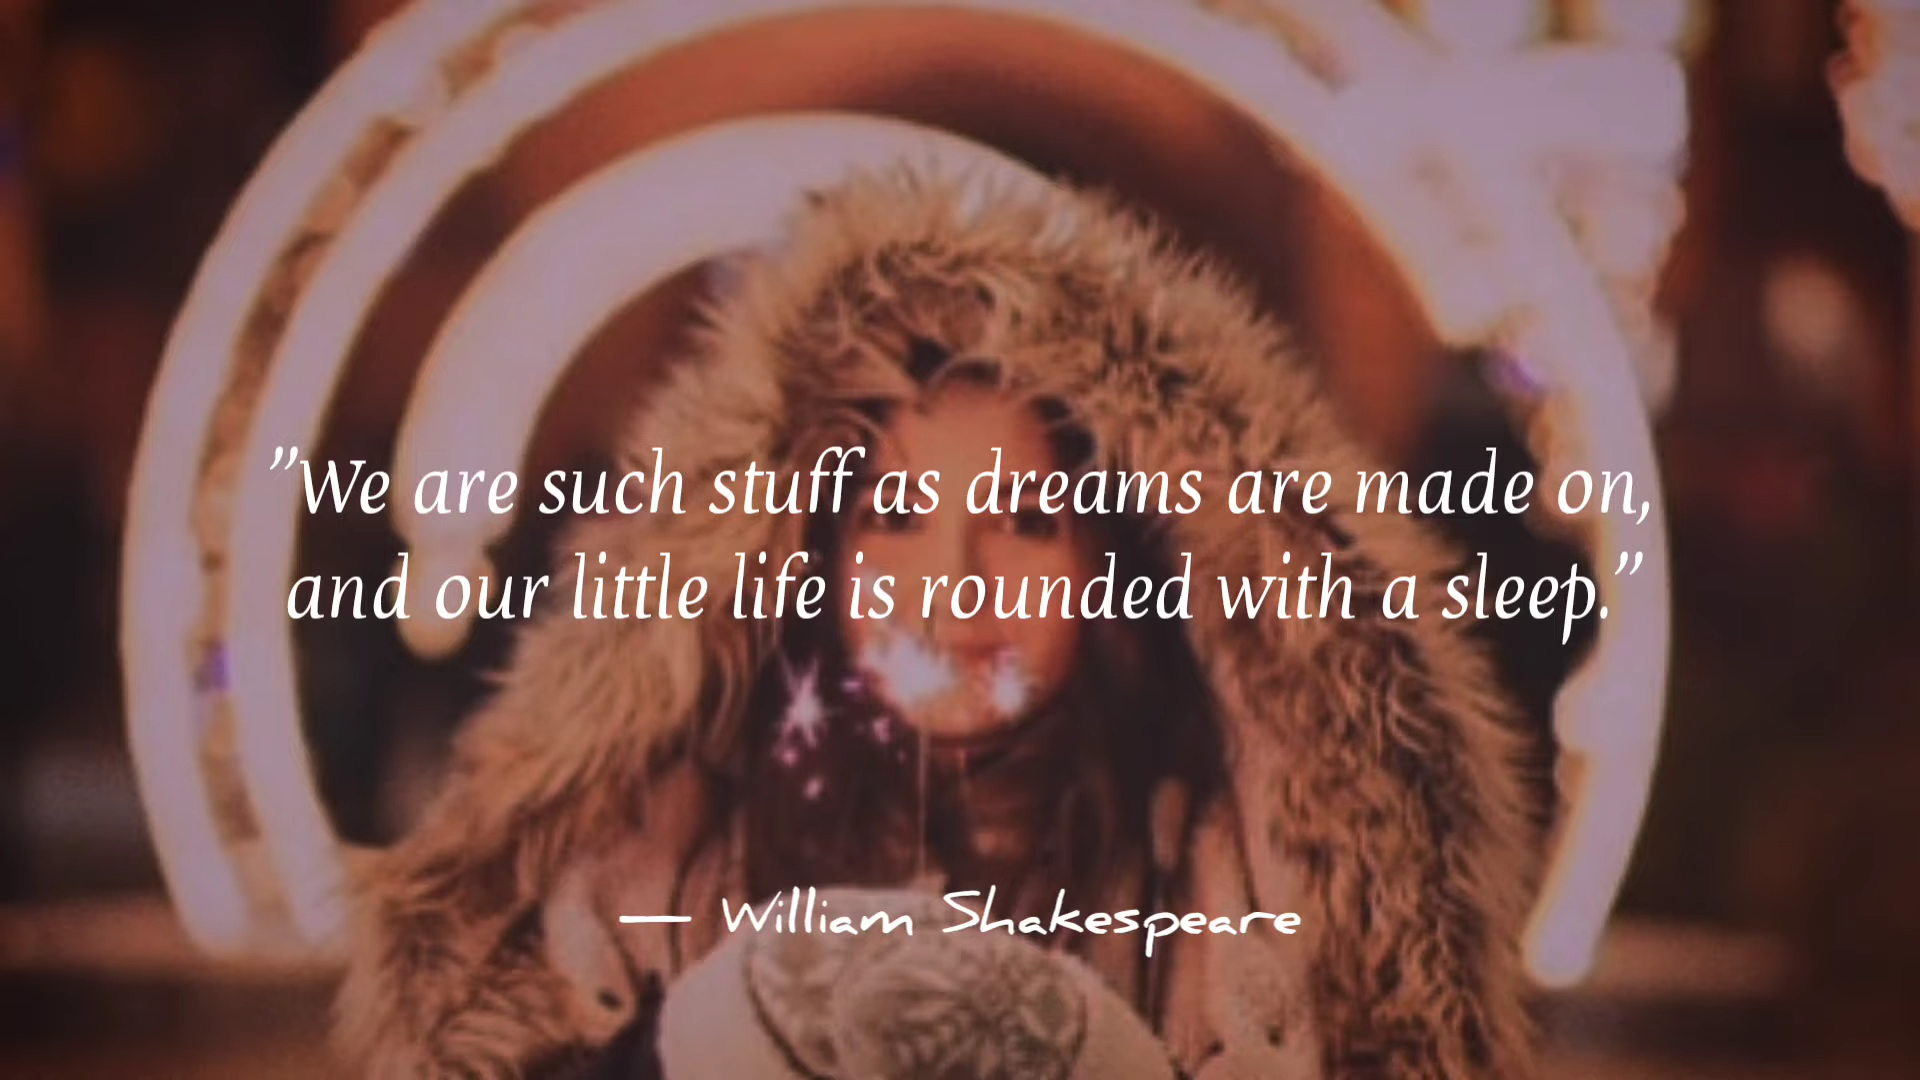 ”We are such stuff as dreams are made on,
and our little life is rounded with a sleep.”
— William Shakespeare